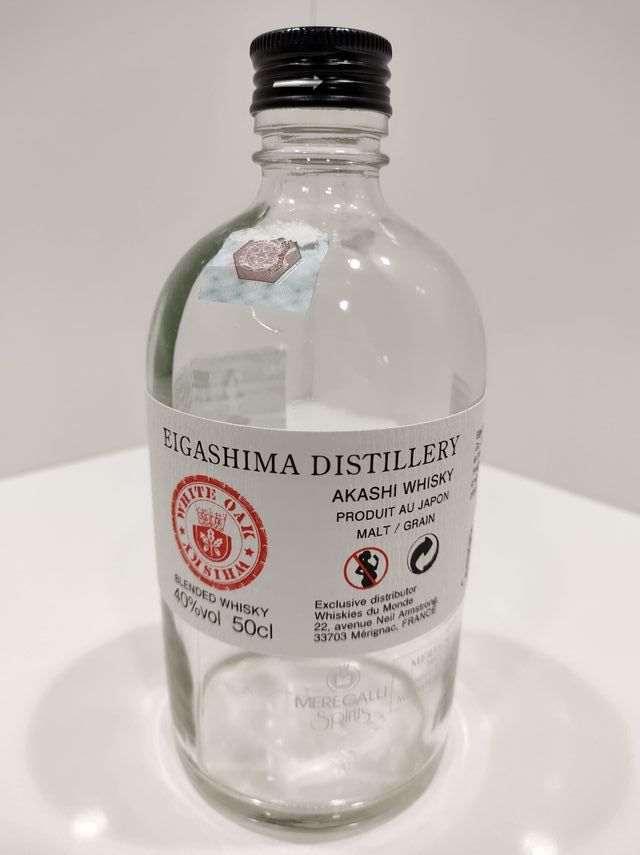 EIGASHIMA DISTILLERY
WHITE OAK
WHISKY
BLENDED WHISKY
40%vol 50cl
AKASHI WHISKY
PRODUIT AU JAPON
MALT / GRAIN
Exclusive distributor
Whiskies du Monde
22, avenue Neil Armstrong,
33703 Mérignac, FRANCE
MEREGALLI
Spirits